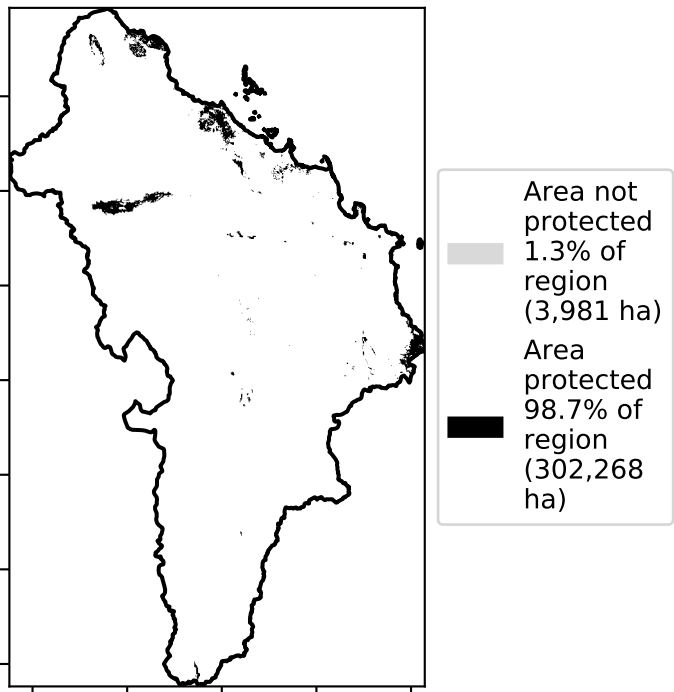 Area not
protected
1.3% of
region
(3,981 ha)
Area
protected
98.7% of
region
(302,268
ha)